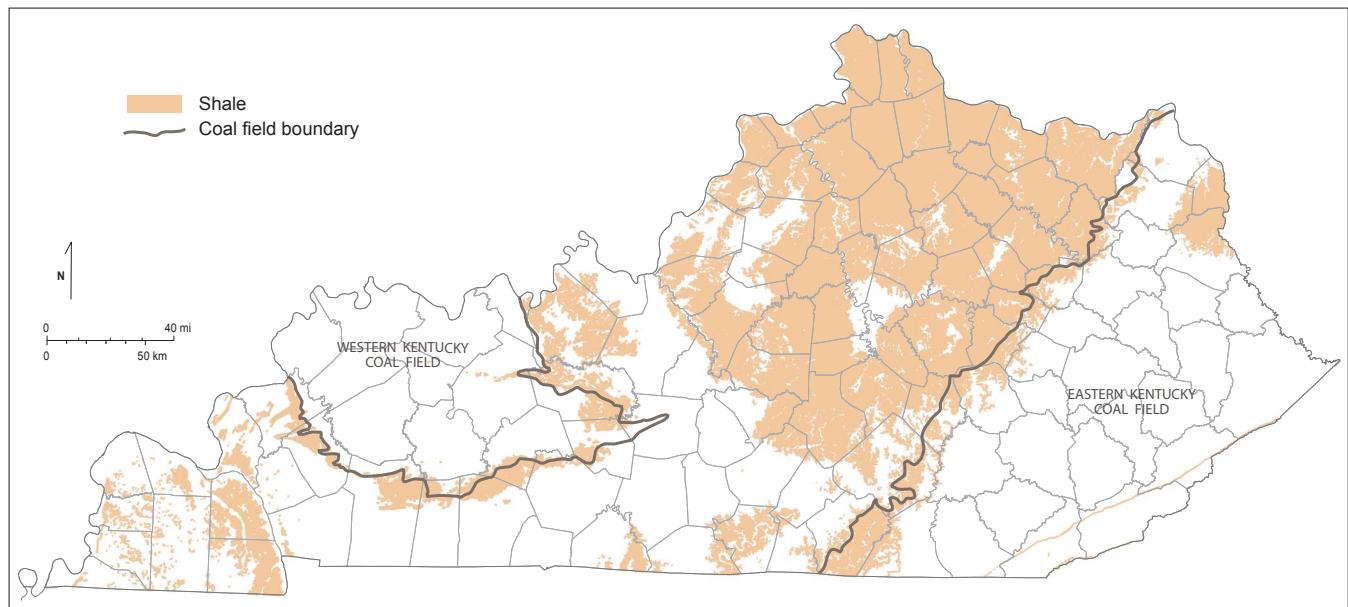 Shale
Coal field boundary
N
0 40 mi
0 50 km
WESTERN KENTUCKY
COAL FIELD
EASTERN KENTUCKY
COAL FIELD